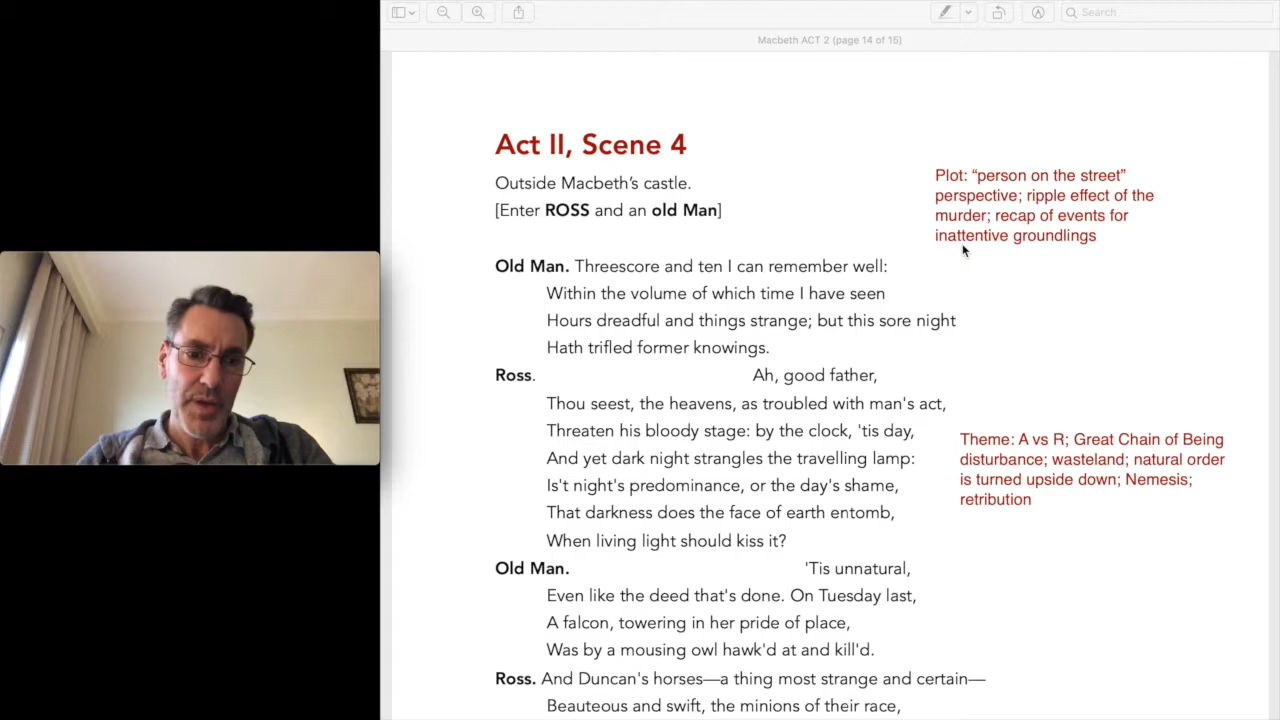 Search
Macbeth ACT 2 (page 14 of 15)
Act II, Scene 4
Outside Macbeth's castle.
[Enter ROSS and an old Man]
Plot: “person on the street”
perspective; ripple effect of the
murder; recap of events for
inattentive groundlings
Old Man. Threescore and ten I can remember well:
Within the volume of which time I have seen
Hours dreadful and things strange; but this sore night
Hath trifled former knowings.
Ross. Ah, good father,
Thou seest, the heavens, as troubled with man's act,
Threaten his bloody stage: by the clock, 'tis day,
And yet dark night strangles the travelling lamp:
Is't night's predominance, or the day's shame,
That darkness does the face of earth entomb,
When living light should kiss it?
Theme: A vs R; Great Chain of Being
disturbance; wasteland; natural order
is turned upside down; Nemesis;
retribution
Old Man. 'Tis unnatural,
Even like the deed that's done. On Tuesday last,
A falcon, towering in her pride of place,
Was by a mousing owl hawk'd at and kill'd.
Ross. And Duncan's horses—a thing most strange and certain—
Beauteous and swift, the minions of their race,